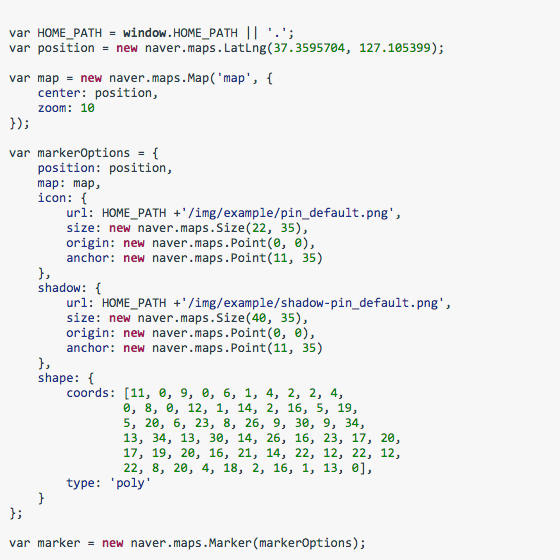 var HOME_PATH = window.HOME_PATH || '.';
var position = new naver.maps.LatLng(37.3595704, 127.105399);
var map = new naver.maps.Map('map', {
center: position,
zoom: 10
});
var markerOptions = {
position: position,
map: map,
icon: {
url: HOME_PATH +'/img/example/pin_default.png',
size: new naver.maps.Size(22, 35),
origin: new naver.maps.Point(0, 0),
anchor: new naver.maps.Point(11, 35)
},
shadow: {
url: HOME_PATH +'/img/example/shadow-pin_default.png',
size: new naver.maps.Size(40, 35),
origin: new naver.maps.Point(0, 0),
anchor: new naver.maps.Point(11, 35)
},
shape: {
coords: [11, 0, 9, 0, 6, 1, 4, 2, 2, 4,
0, 8, 0, 12, 1, 14, 2, 16, 5, 19,
5, 20, 6, 23, 8, 26, 9, 30, 9, 34,
13, 34, 13, 30, 14, 26, 16, 23, 17, 20,
17, 19, 20, 16, 21, 14, 22, 12, 22, 12,
22, 8, 20, 4, 18, 2, 16, 1, 13, 0],
type: 'poly'
}
};
var marker = new naver.maps.Marker(markerOptions);